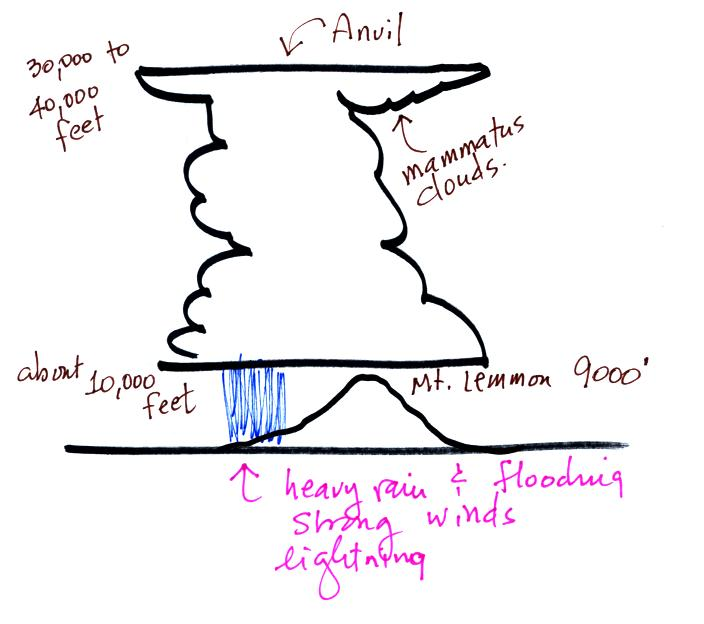 Anvil
30,000 to
40,000
feet
mammatus
clouds.
about 10,000
feet
Mt. Lemmon 9000'
heavy rain & flooding
strong winds
lightning